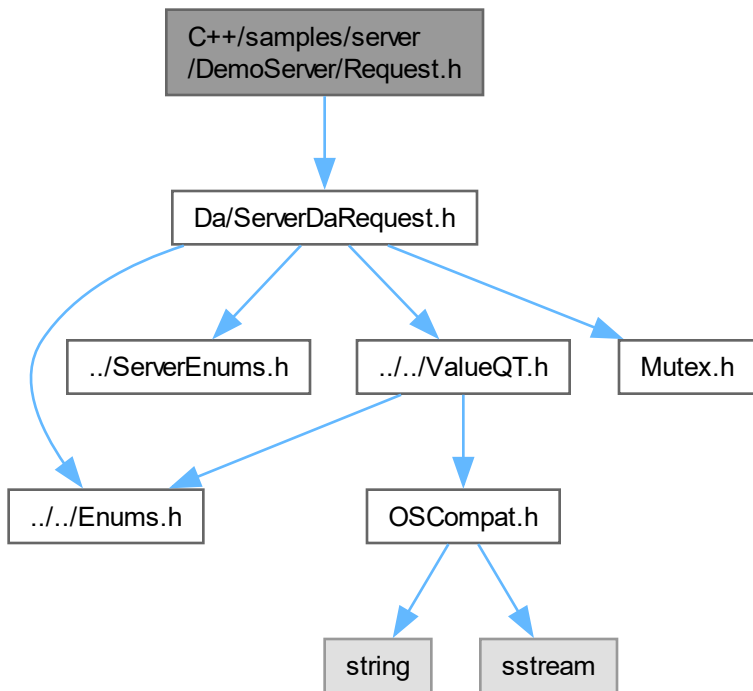 C++/samples/server
/DemoServer/Request.h
Da/ServerDaRequest.h
../ServerEnums.h
../../ValueQT.h
Mutex.h
../../Enums.h
OSCompat.h
string
sstream